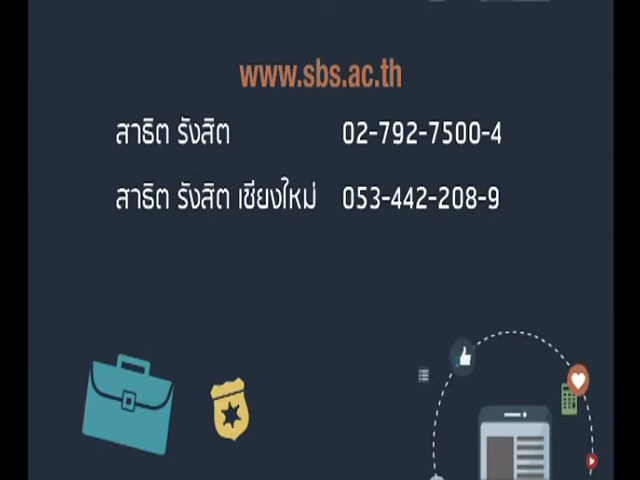 www.sbs.ac.th
สาธิต รังสิต 02-792-7500-4
สาธิต รังสิต เชียงใหม่ 053-442-208-9